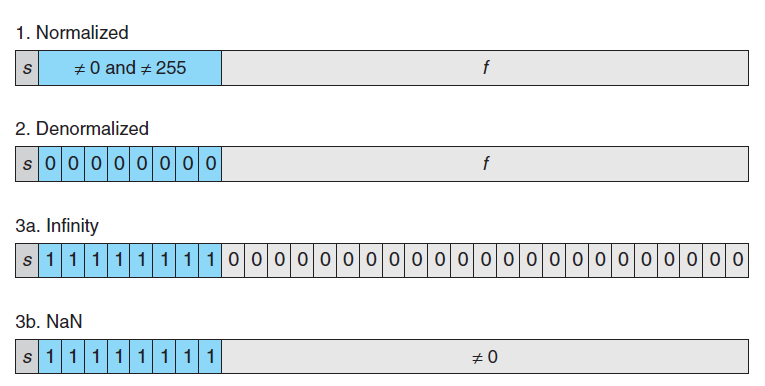 1. Normalized
s ≠ 0 and ≠ 255 f
2. Denormalized
s 0 0 0 0 0 0 0 0 f
3a. Infinity
s 1 1 1 1 1 1 1 1 0 0 0 0 0 0 0 0 0 0 0 0 0 0 0 0 0 0 0 0 0 0 0
3b. NaN
s 1 1 1 1 1 1 1 1 ≠ 0